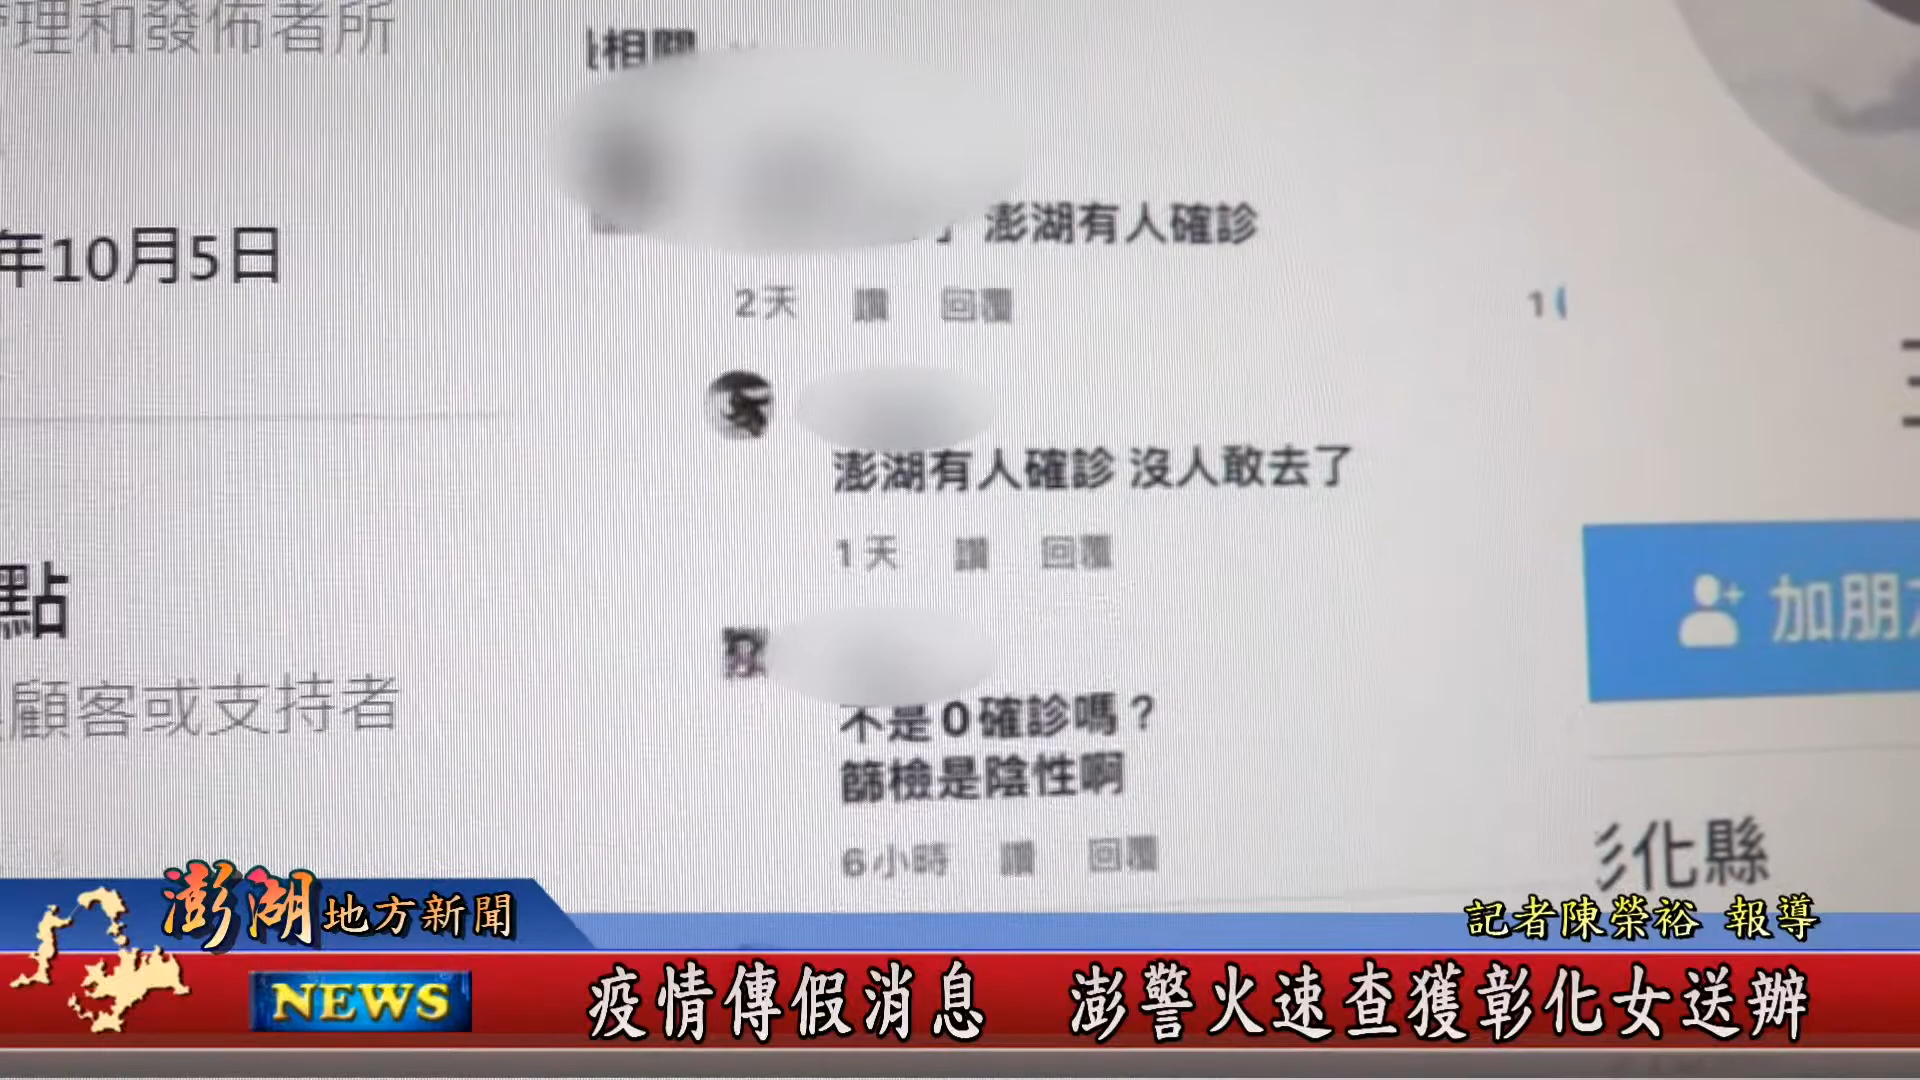 理和發佈者所
年10月5日
點
顧客或支持者
相關
澎湖有人確診
2天 讚 回覆
1
澎湖有人確診 沒人敢去了
1天 讚 回覆
不是0確診嗎？
篩檢是陰性啊
6小時 讚 回覆
加朋友
彰化縣
澎湖地方新聞
記者陳榮裕 報導
NEWS
疫情傳假消息 澎警火速查獲彰化女送辦